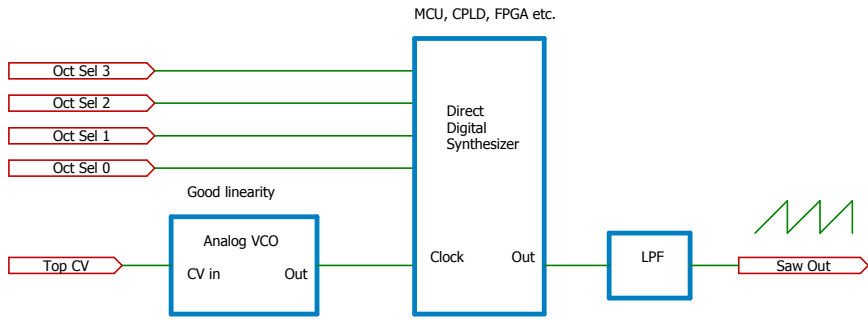 MCU, CPLD, FPGA etc.
Oct Sel 3
Oct Sel 2
Oct Sel 1
Oct Sel 0
Direct
Digital
Synthesizer
Good linearity
Analog VCO
Top CV
CV in
Out
Clock
Out
LPF
Saw Out